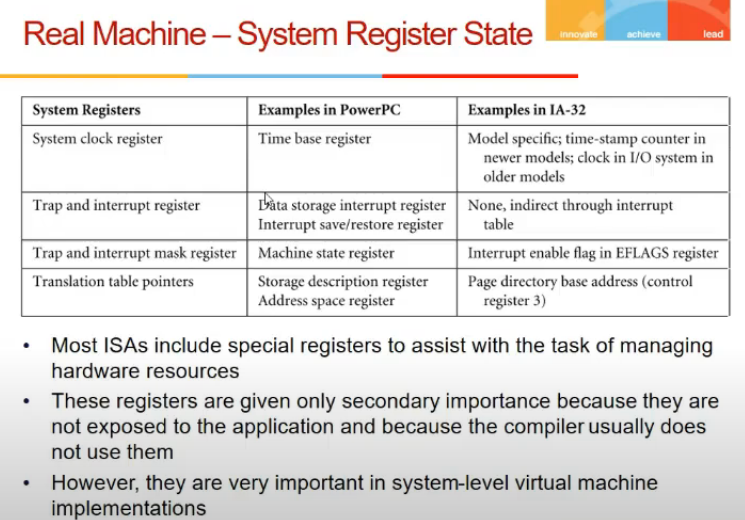 Real Machine – System Register State
innovate achieve lead
System Registers Examples in PowerPC Examples in IA-32
System clock register Time base register Model specific; time-stamp counter in
newer models; clock in I/O system in
older models
Trap and interrupt register Data storage interrupt register None, indirect through interrupt
Interrupt save/restore register table
Trap and interrupt mask register Machine state register Interrupt enable flag in EFLAGS register
Translation table pointers Storage description register Page directory base address (control
Address space register register 3)
• Most ISAs include special registers to assist with the task of managing
hardware resources
• These registers are given only secondary importance because they are
not exposed to the application and because the compiler usually does
not use them
• However, they are very important in system-level virtual machine
implementations